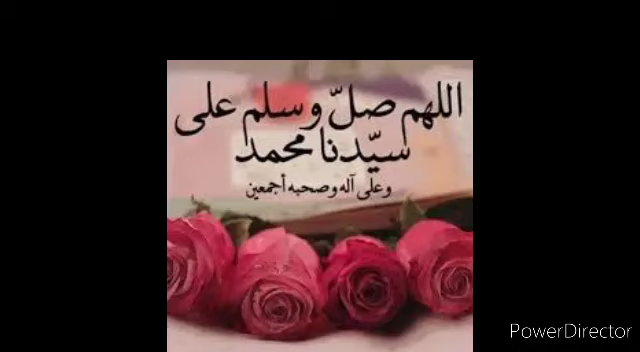 اللهم صلّ وسلم على
سيّدنا محمد
وعلى آله وصحبه أجمعين
PowerDirector